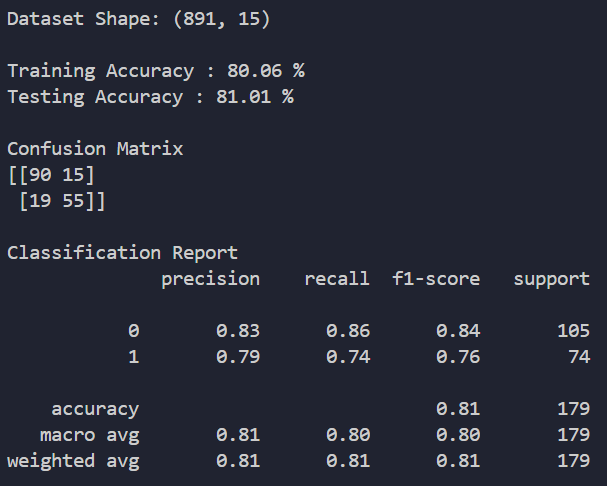 Dataset Shape: (891, 15)
Training Accuracy : 80.06 %
Testing Accuracy : 81.01 %
Confusion Matrix
[[90 15]
 [19 55]]
Classification Report
              precision    recall  f1-score   support
           0       0.83      0.86      0.84       105
           1       0.79      0.74      0.76        74
    accuracy                           0.81       179
   macro avg       0.81      0.80      0.80       179
weighted avg       0.81      0.81      0.81       179